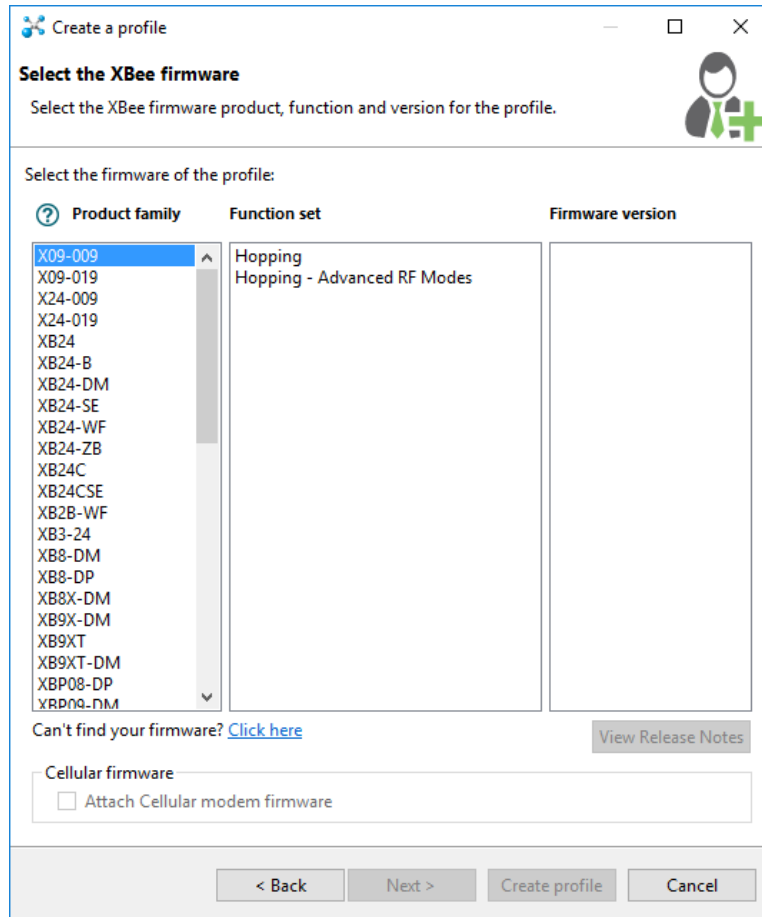 Create a profile
Select the XBee firmware
Select the XBee firmware product, function and version for the profile.
Select the firmware of the profile:
Product family Function set Firmware version
X09-009
X09-019
X24-009
X24-019
XB24
XB24-B
XB24-DM
XB24-SE
XB24-WF
XB24-ZB
XB24C
XB24CSE
XB2B-WF
XB3-24
XB8-DM
XB8-DP
XB8X-DM
XB9X-DM
XB9XT
XB9XT-DM
XBP08-DP
XBP09-DM
Hopping
Hopping - Advanced RF Modes
Can't find your firmware? Click here
View Release Notes
Cellular firmware
Attach Cellular modem firmware
< Back Next > Create profile Cancel